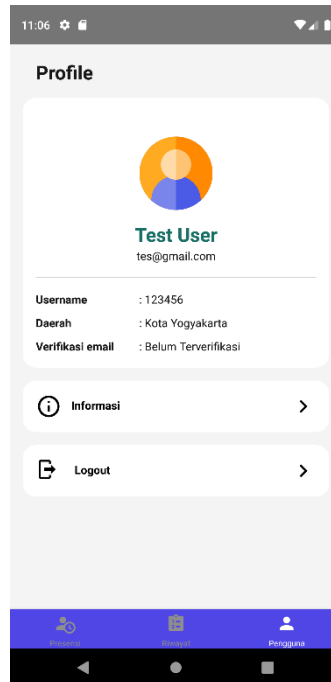 11:06
Profile
Test User
tes@gmail.com
Username : 123456
Daerah : Kota Yogyakarta
Verifikasi email : Belum Terverifikasi
Informasi
Logout
Presensi Riwayat Pengguna